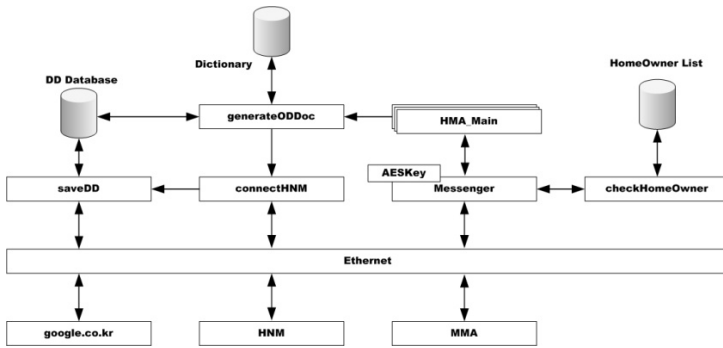 Dictionary
DD Database
HomeOwner List
generateODDoc
HMA_Main
AESKey
saveDD
connectHNM
Messenger
checkHomeOwner
Ethernet
google.co.kr
HNM
MMA